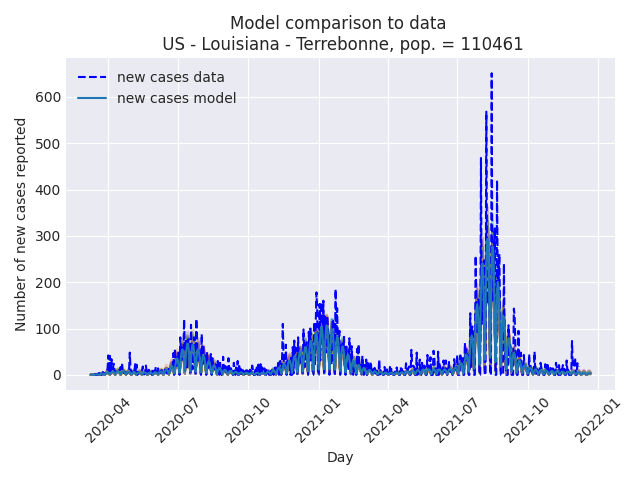 Model comparison to data
US - Louisiana - Terrebonne, pop. = 110461
new cases data
new cases model
Number of new cases reported
600
500
400
300
200
100
0
2020-04
2020-07
2020-10
2021-01
2021-04
2021-07
2021-10
2022-01
Day